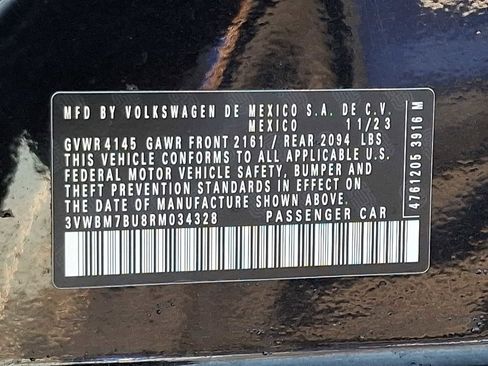 MFD BY VOLKSWAGEN DE MEXICO S.A. DE C.V.
MEXICO 11/23
GVWR 4145 GAWR FRONT 2161 / REAR 2094 LBS
THIS VEHICLE CONFORMS TO ALL APPLICABLE U.S.
FEDERAL MOTOR VEHICLE SAFETY, BUMPER AND
THEFT PREVENTION STANDARDS IN EFFECT ON
THE DATE OF MANUFACTURE SHOWN ABOVE.
3VWBM7BU8RM034328 PASSENGER CAR
4761205 3916 M